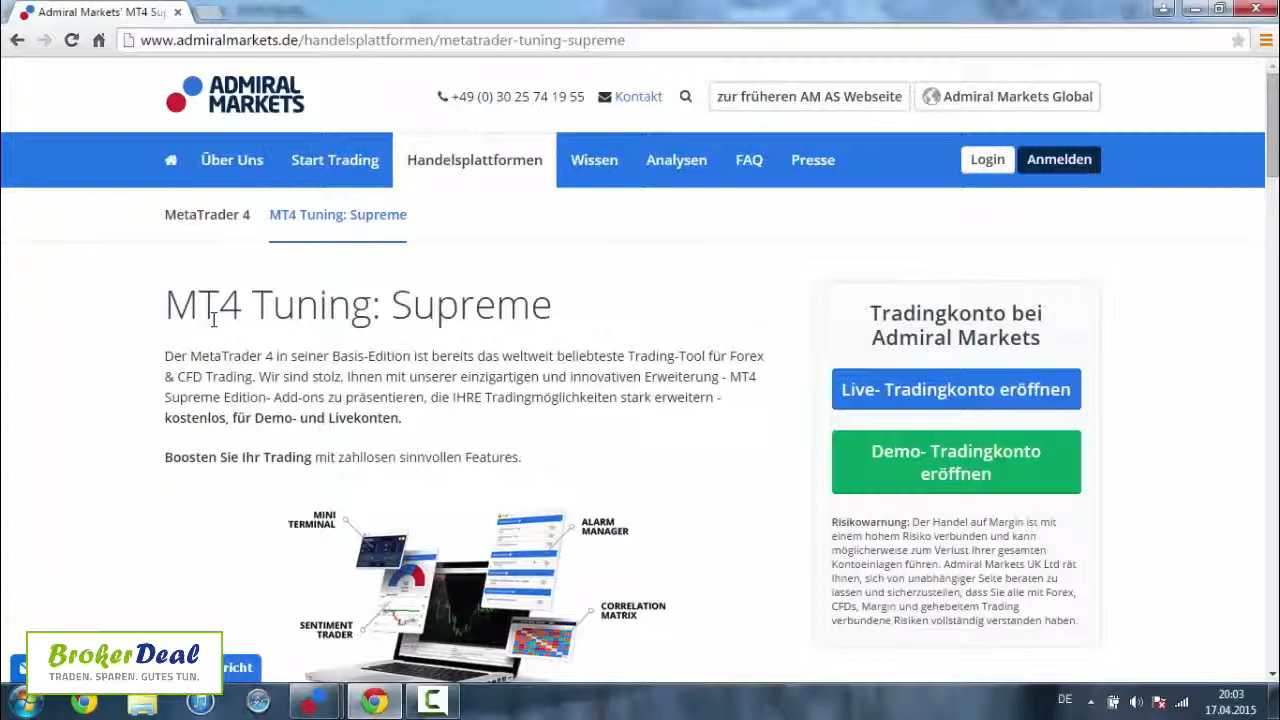 Admiral Markets' MT4 Su
www.admiralmarkets.de/handelsplattformen/metatrader-tuning-supreme
ADMIRAL
MARKETS
+49 (0) 30 25 74 19 55
Kontakt
zur früheren AM AS Webseite
Admiral Markets Global
Über Uns
Start Trading
Handelsplattformen
Wissen
Analysen
FAQ
Presse
Login
Anmelden
MetaTrader 4
MT4 Tuning: Supreme
MT4 Tuning: Supreme
Der MetaTrader 4 in seiner Basis-Edition ist bereits das weltweit beliebteste Trading-Tool für Forex
& CFD Trading. Wir sind stolz, Ihnen mit unserer einzigartigen und innovativen Erweiterung - MT4
Supreme Edition- Add-ons zu präsentieren, die IHRE Tradingmöglichkeiten stark erweitern -
kostenlos, für Demo- und Livekonten.
Boosten Sie Ihr Trading mit zahllosen sinnvollen Features.
MINI
TERMINAL
ALARM
MANAGER
SENTIMENT
TRADER
CORRELATION
MATRIX
Tradingkonto bei
Admiral Markets
Live- Tradingkonto eröffnen
Demo- Tradingkonto
eröffnen
Risikowarnung: Der Handel auf Margin ist mit
einem hohem Risiko verbunden und kann
möglicherweise zum Verlust Ihrer gesamten
Kontoeinlagen führen. Admiral Markets UK Ltd rät
Ihnen, sich von unabhängiger Seite beraten zu
lassen und sicherzustellen, dass Sie alle mit Forex,
CFDs, Margin und gehebeltem Trading
verbundene Risiken vollständig verstanden haben.
BrokerDeal
TRADEN. SPAREN. GUTES TUN.
richt
DE
20:03
17.04.2015